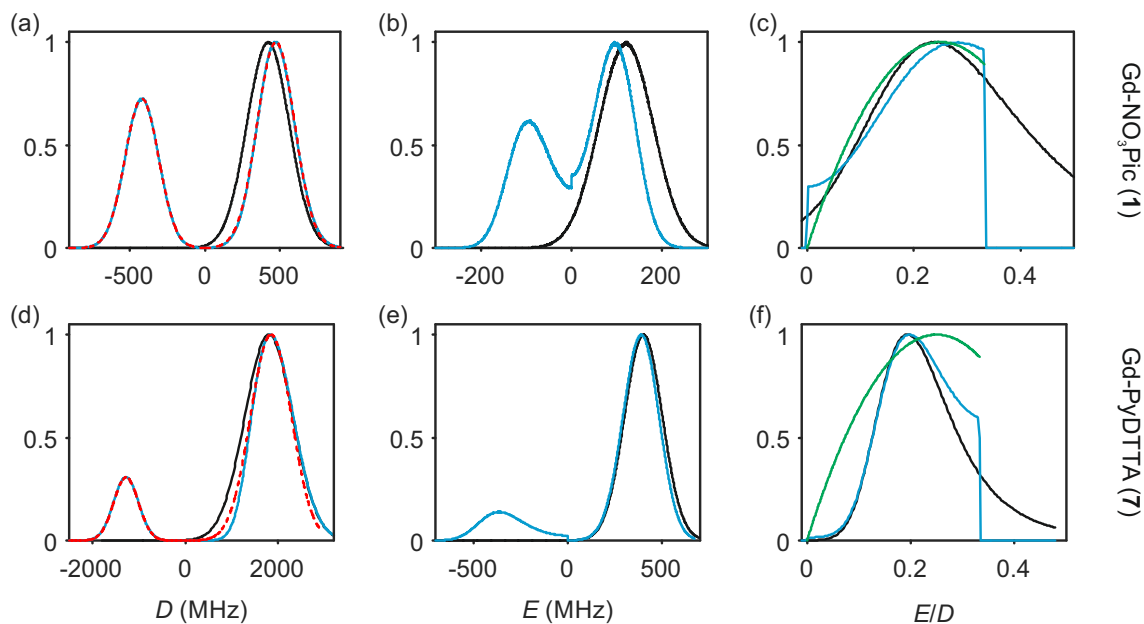 (a) (b) (c)
1 1 1
0.5 0.5 0.5
0 0 0
-500 0 500 -200 0 200 0 0.2 0.4
Gd-NO₃Pic (1)
(d) (e) (f)
1 1 1
0.5 0.5 0.5
0 0 0
-2000 0 2000 -500 0 500 0 0.2 0.4
D (MHz) E (MHz) E/D
Gd-PyDTTA (7)